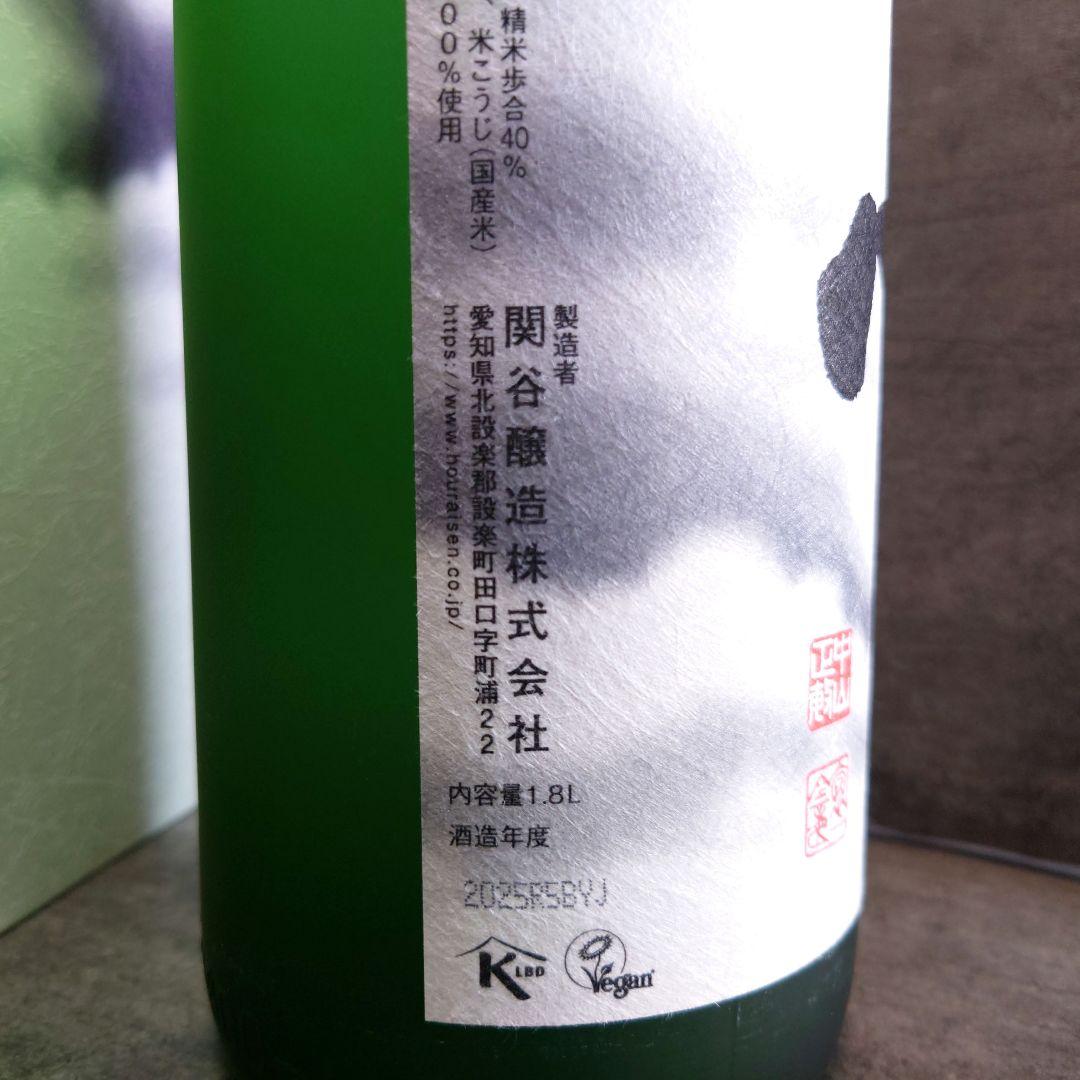 精米歩合40%
、米こうじ(国産米)
00%使用
製造者
関谷醸造株式会社
愛知県北設楽郡設楽町田口字町浦22
https://www.houraisen.co.jp/
内容量1.8L
酒造年度
2025R5BYJ
K LBD
Vegan
中山